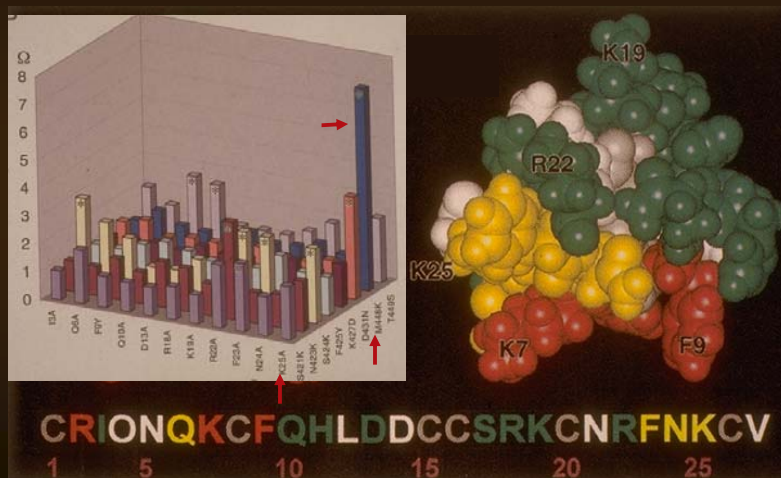 Ω
8
7
6
5
4
3
2
1
0
I3A
Q6A
F9Y
Q10A
D13A
R18A
K19A
R22A
F23A
N24A
K25A
S421K
N423K
S424K
F425Y
K427D
D431N
M448K
T449S
K19
R22
K25
K7
F9
CRIONQKCFQHLDDCCSRKCNRFNKCV
1 5 10 15 20 25